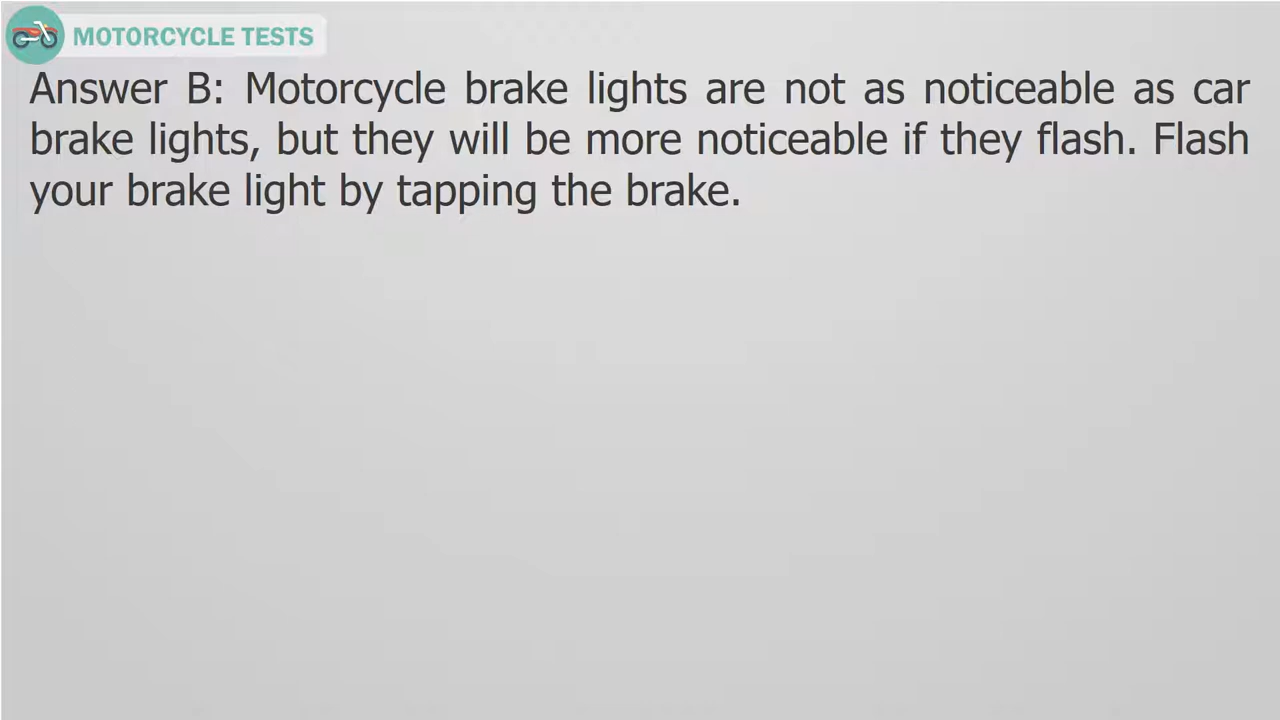 MOTORCYCLE TESTS
Answer B: Motorcycle brake lights are not as noticeable as car
brake lights, but they will be more noticeable if they flash. Flash
your brake light by tapping the brake.